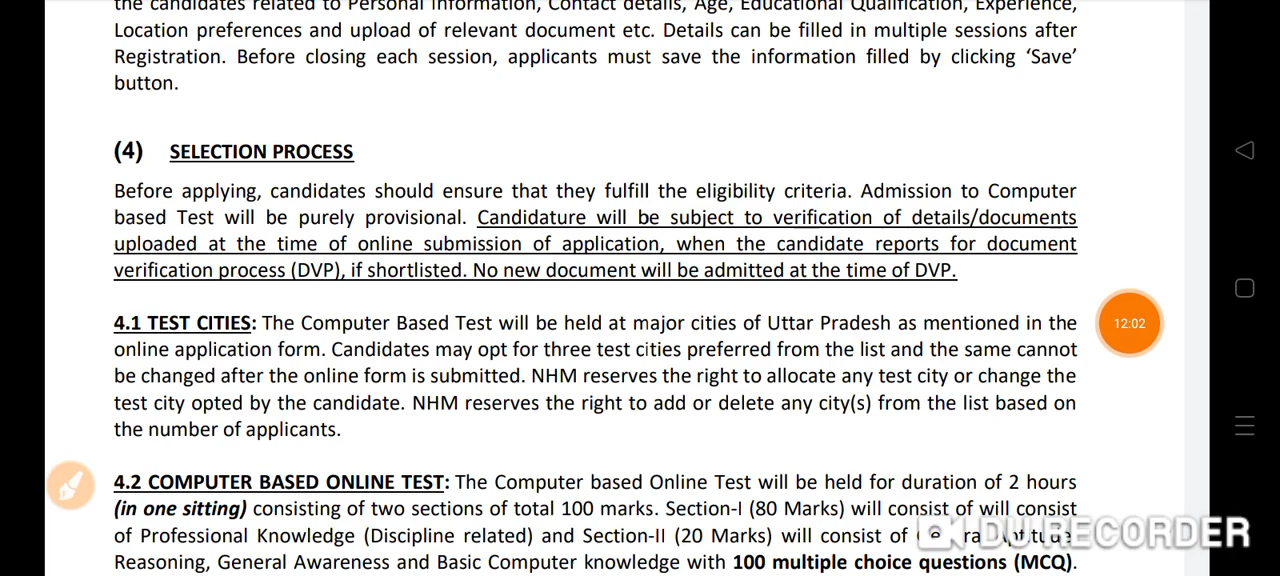 the candidates related to Personal Information, Contact details, Age, Educational Qualification, Experience,
Location preferences and upload of relevant document etc. Details can be filled in multiple sessions after
Registration. Before closing each session, applicants must save the information filled by clicking ‘Save’
button.
(4) SELECTION PROCESS
Before applying, candidates should ensure that they fulfill the eligibility criteria. Admission to Computer
based Test will be purely provisional. Candidature will be subject to verification of details/documents
uploaded at the time of online submission of application, when the candidate reports for document
verification process (DVP), if shortlisted. No new document will be admitted at the time of DVP.
4.1 TEST CITIES: The Computer Based Test will be held at major cities of Uttar Pradesh as mentioned in the
online application form. Candidates may opt for three test cities preferred from the list and the same cannot
be changed after the online form is submitted. NHM reserves the right to allocate any test city or change the
test city opted by the candidate. NHM reserves the right to add or delete any city(s) from the list based on
the number of applicants.
12:02
4.2 COMPUTER BASED ONLINE TEST: The Computer based Online Test will be held for duration of 2 hours
(in one sitting) consisting of two sections of total 100 marks. Section-I (80 Marks) will consist of will consist
of Professional Knowledge (Discipline related) and Section-II (20 Marks) will consist of
Reasoning, General Awareness and Basic Computer knowledge with 100 multiple choice questions (MCQ).
DU RECORDER